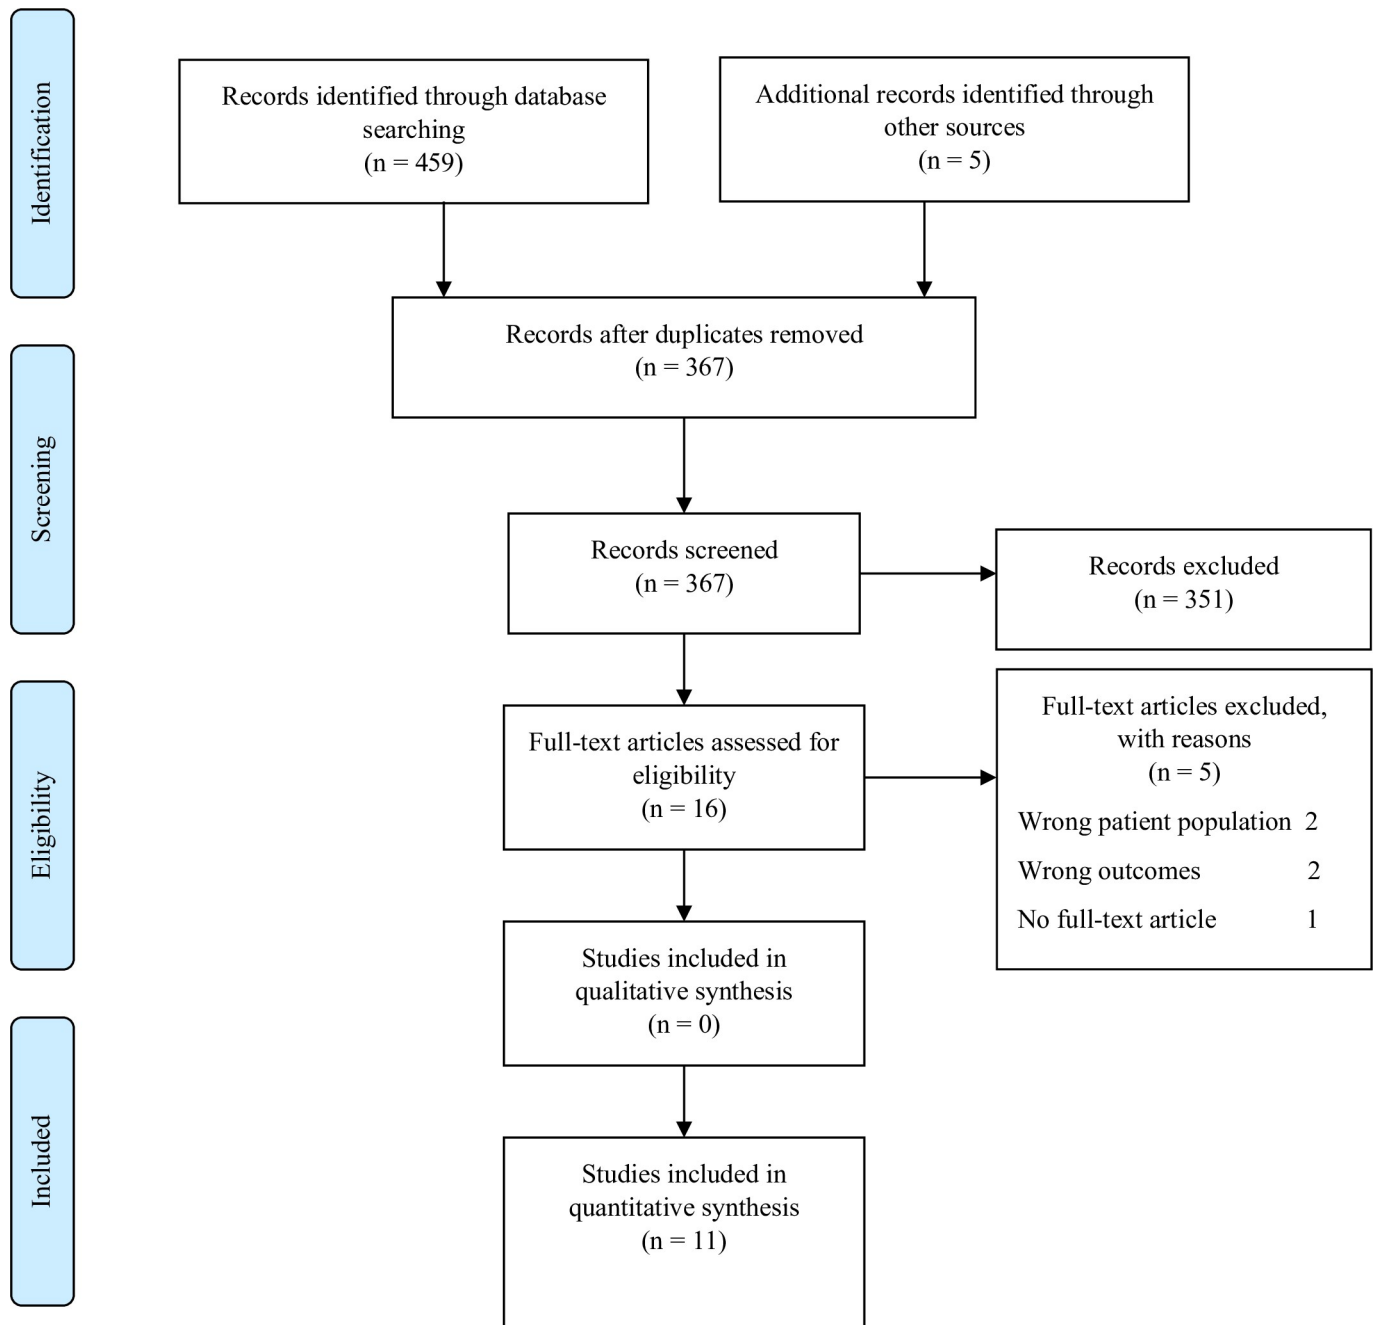 Identification
Records identified through database
searching
(n = 459)
Additional records identified through
other sources
(n = 5)
Records after duplicates removed
(n = 367)
Screening
Records screened
(n = 367)
Records excluded
(n = 351)
Eligibility
Full-text articles assessed for
eligibility
(n = 16)
Full-text articles excluded,
with reasons
(n = 5)
Wrong patient population 2
Wrong outcomes 2
No full-text article 1
Studies included in
qualitative synthesis
(n = 0)
Included
Studies included in
quantitative synthesis
(n = 11)